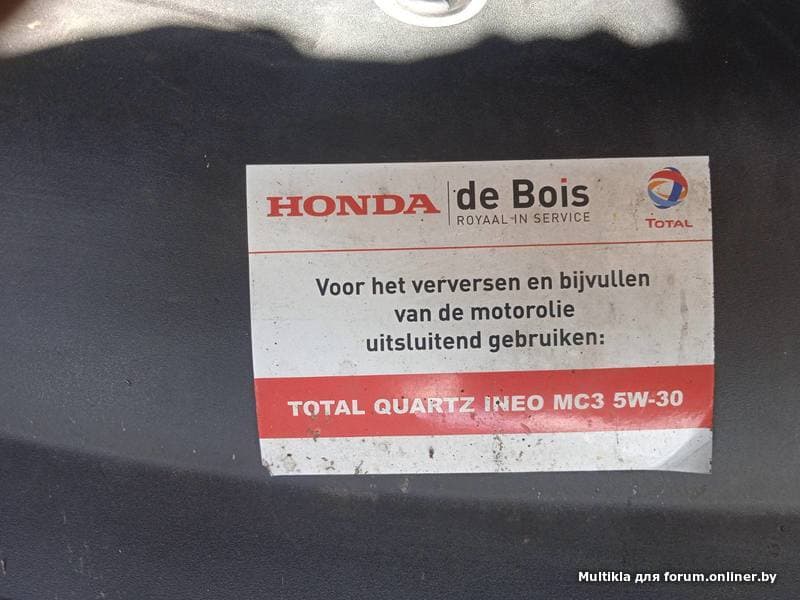 HONDA de Bois
ROYAAL IN SERVICE
TOTAL
Voor het verversen en bijvullen
van de motorolie
uitsluitend gebruiken:
TOTAL QUARTZ INEO MC3 5W-30
Multikla для forum.onliner.by